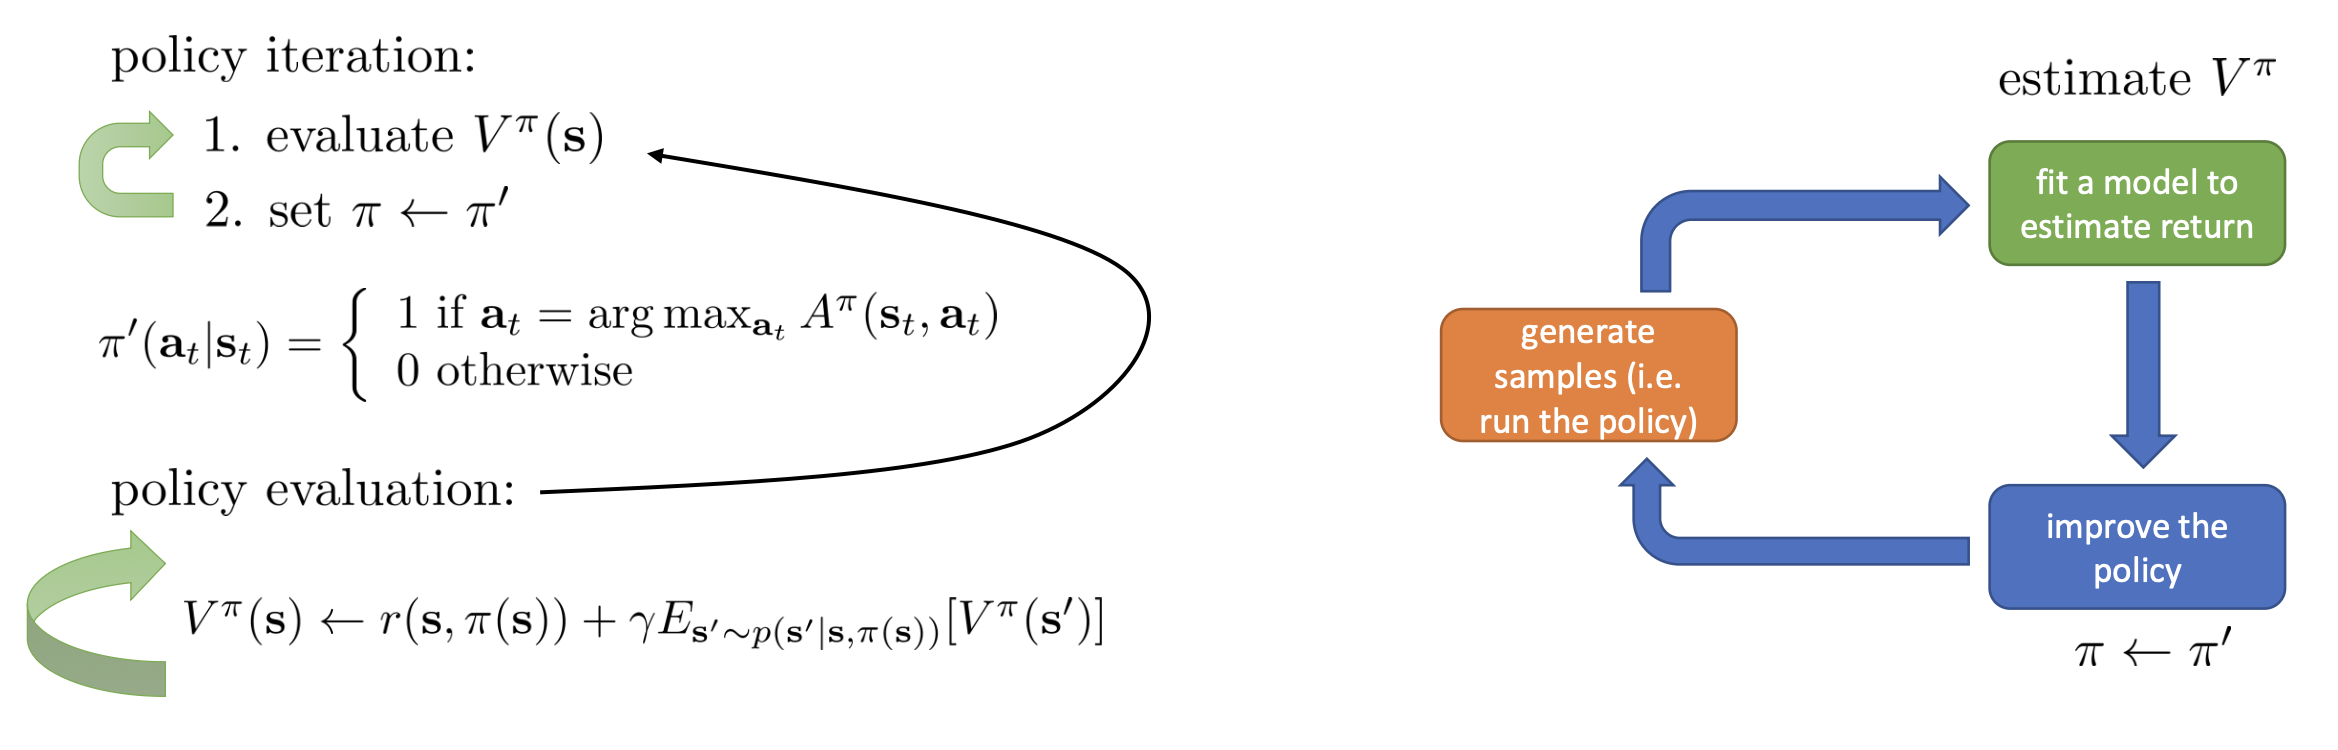 policy iteration:
1. evaluate V^π(s)
2. set π ← π′
π′(a_t|s_t) = { 1 if a_t = arg max_{a_t} A^π(s_t, a_t)
0 otherwise
policy evaluation:
V^π(s) ← r(s, π(s)) + γE_{s′∼p(s′|s,π(s))}[V^π(s′)]
estimate V^π
fit a model to
estimate return
generate
samples (i.e.
run the policy)
improve the
policy
π ← π′